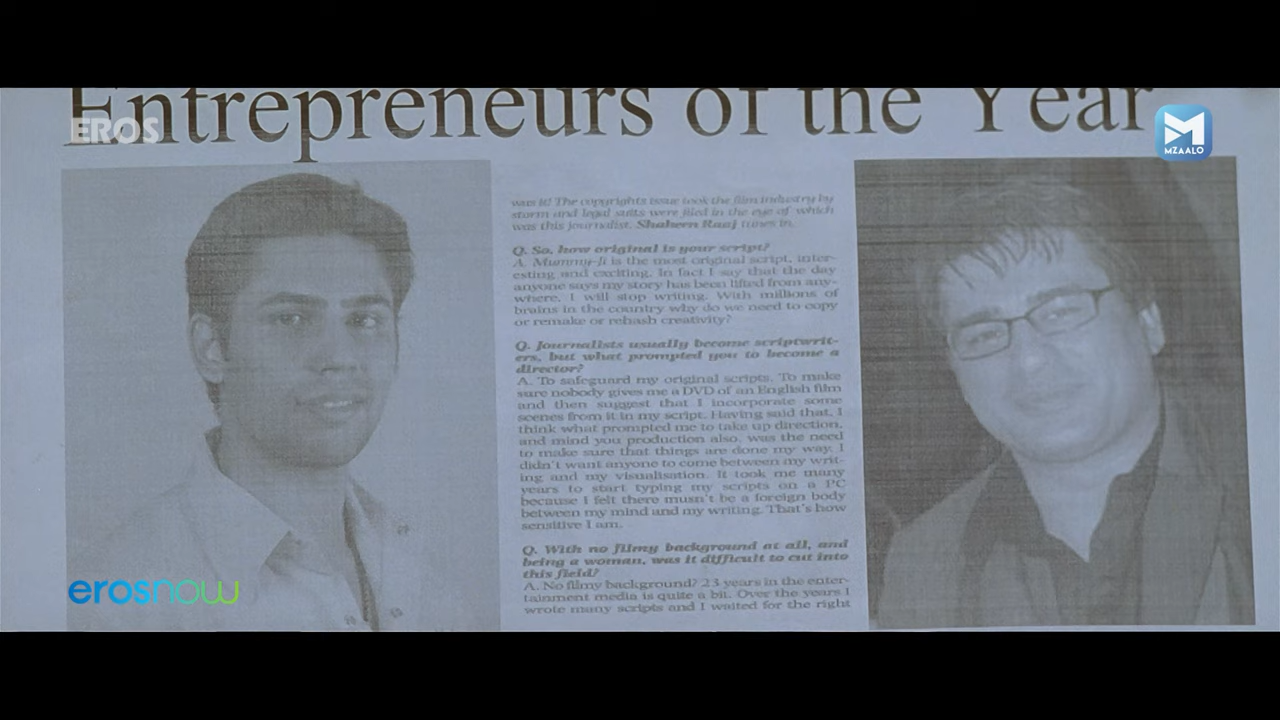 Entrepreneurs of the Year
EROS
MZAALO
was it! The copyrights issue took the film industry by
storm and legal suits were filed in the eye of which
was this journalist. Shaheen Raaj tunes in.
Q. So, how original is your script?
A. Mummy-Ji is the most original script, inter-
esting and exciting. In fact I say that the day
anyone says my story has been lifted from any-
where, I will stop writing. With millions of
brains in the country why do we need to copy
or remake or rehash creativity?
Q. Journalists usually become scriptwrit-
ers, but what prompted you to become a
director?
A. To safeguard my original scripts. To make
sure nobody gives me a DVD of an English film
and then suggest that I incorporate some
scenes from it in my script. Having said that, I
think what prompted me to take up direction,
and mind you production also, was the need
to make sure that things are done my way. I
didn't want anyone to come between my writ-
ing and my visualisation. It took me many
years to start typing my scripts on a PC
because I felt there musn't be a foreign body
between my mind and my writing. That's how
sensitive I am.
Q. With no filmy background at all, and
being a woman, was it difficult to cut into
this field?
A. No filmy background? 23 years in the enter-
tainment media is quite a bit. Over the years I
wrote many scripts and I waited for the right
erosnow